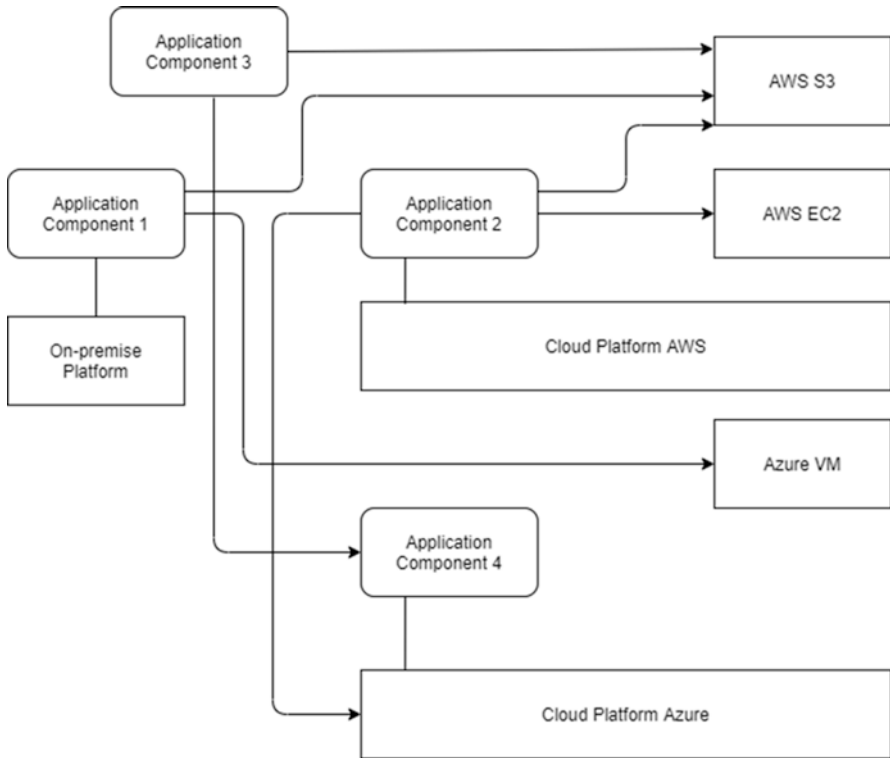 Application
Component 3
AWS S3
Application
Component 1
Application
Component 2
AWS EC2
On-premise
Platform
Cloud Platform AWS
Azure VM
Application
Component 4
Cloud Platform Azure